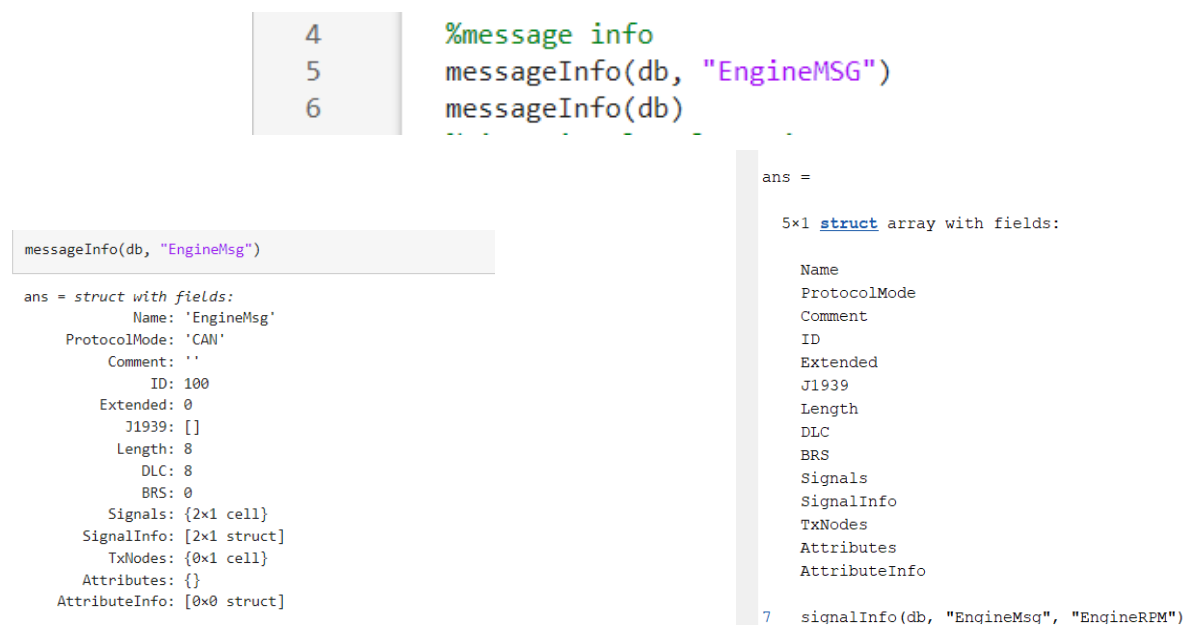 4 %message info
5 messageInfo(db, "EngineMSG")
6 messageInfo(db)
messageInfo(db, "EngineMsg")
ans = struct with fields:
Name: 'EngineMsg'
ProtocolMode: 'CAN'
Comment: ''
ID: 100
Extended: 0
J1939: []
Length: 8
DLC: 8
BRS: 0
Signals: {2×1 cell}
SignalInfo: [2×1 struct]
TxNodes: {0×1 cell}
Attributes: {}
AttributeInfo: [0×0 struct]
ans =
5×1 struct array with fields:
Name
ProtocolMode
Comment
ID
Extended
J1939
Length
DLC
BRS
Signals
SignalInfo
TxNodes
Attributes
AttributeInfo
7 signalInfo(db, "EngineMsg", "EngineRPM")